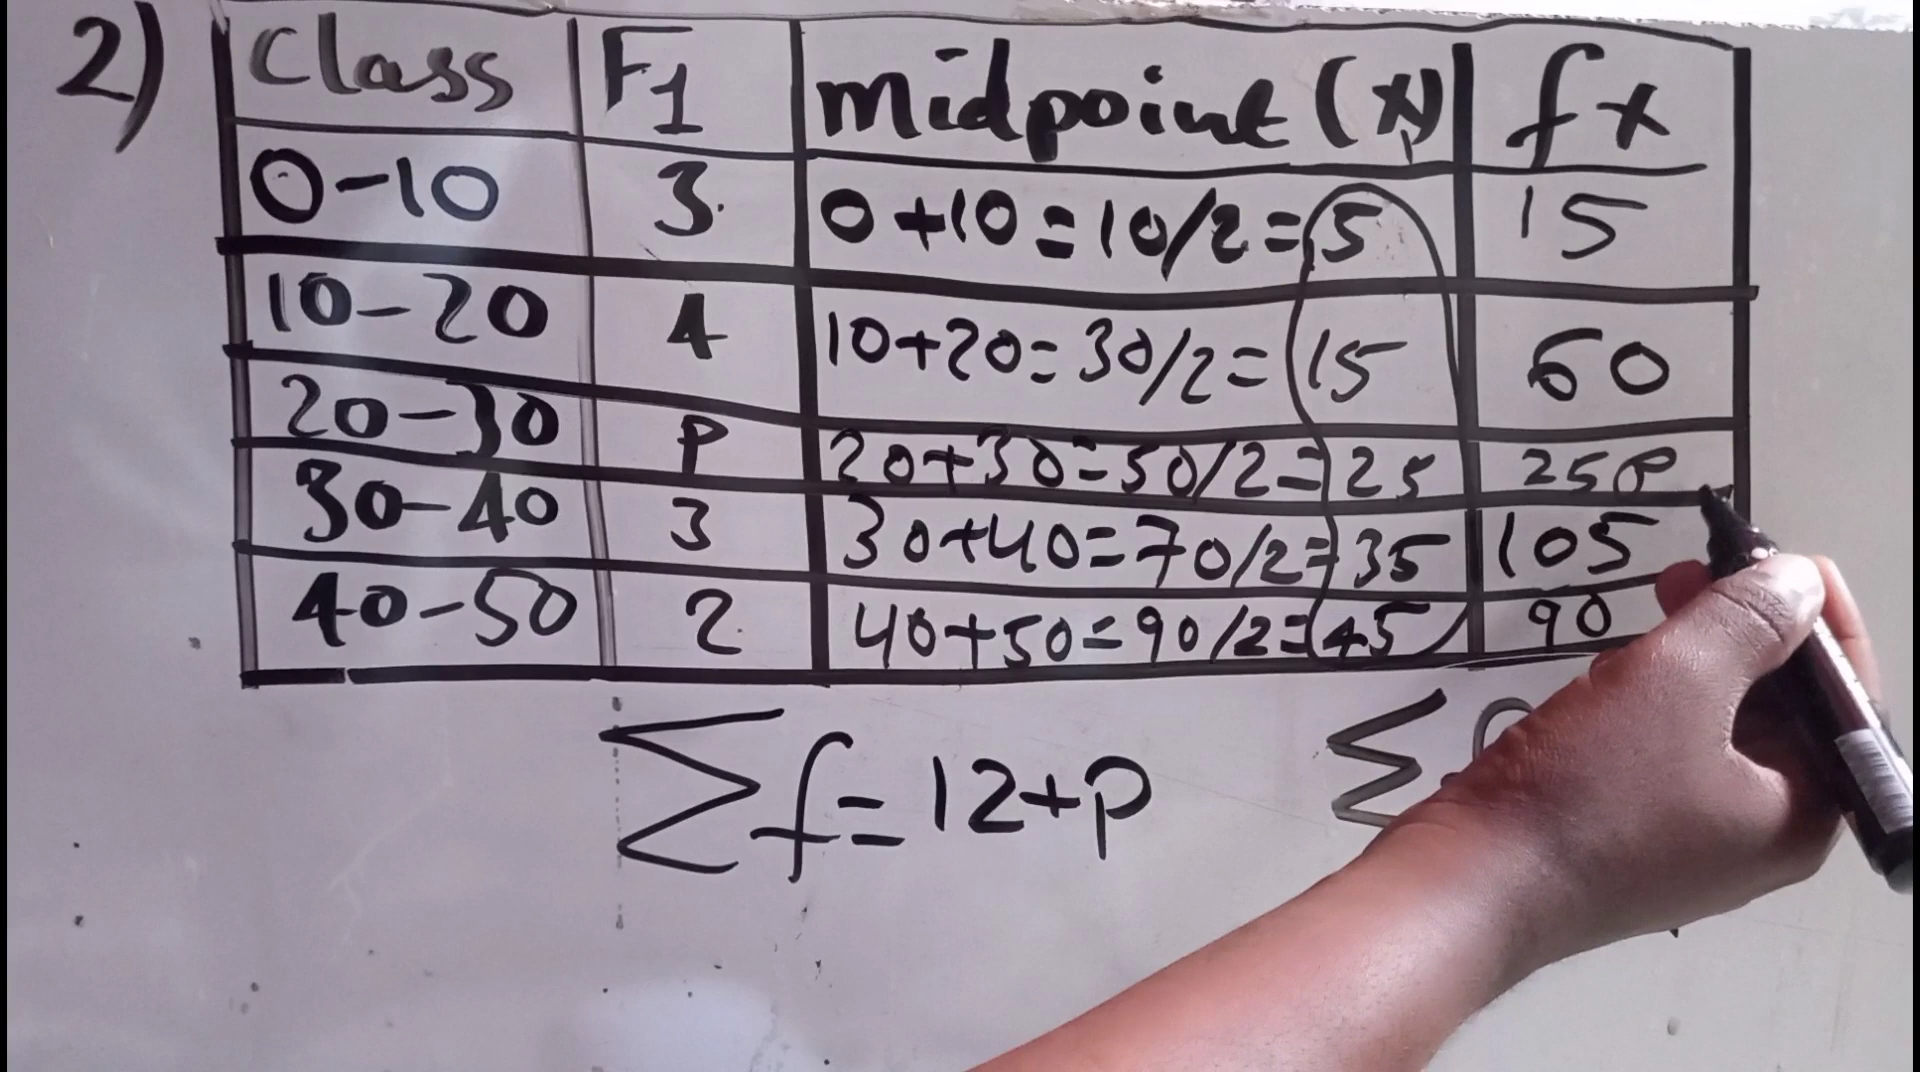 2) Class F1 midpoint (x) fx
0-10 3 0+10=10/2=5 15
10-20 4 10+20=30/2=15 60
20-30 P 20+30=50/2=25 25P
30-40 3 30+40=70/2=35 105
40-50 2 40+50=90/2=45 90
∑f=12+P ∑